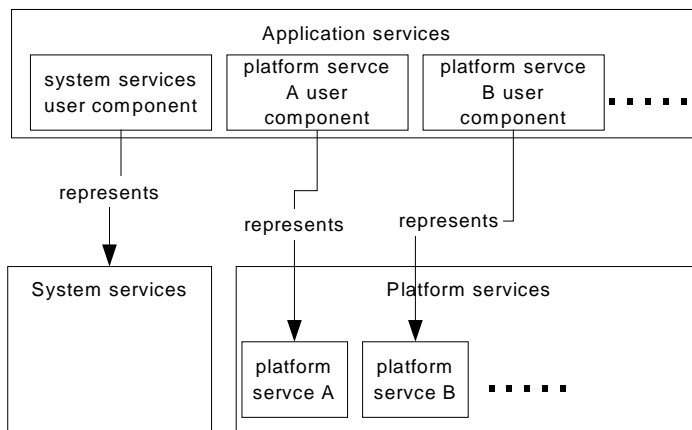 Application services
system services
user component
platform servce
A user
component
platform servce
B user
component
represents
represents
represents
System services
Platform services
platform
servce A
platform
servce B